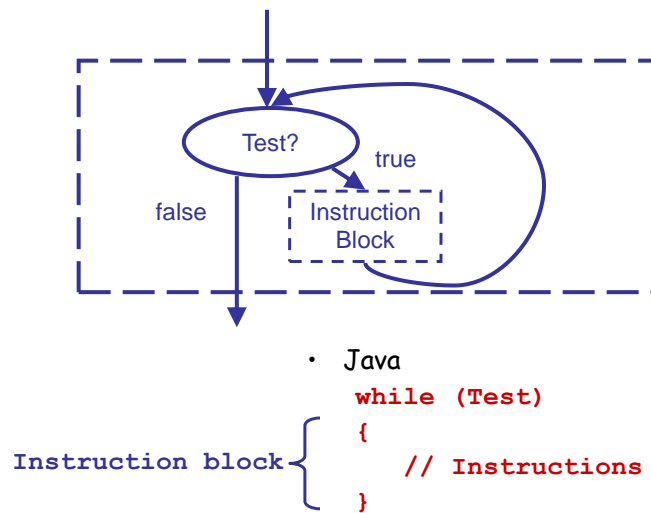 Test?
true
false
Instruction
Block
• Java
while (Test)
{
Instruction block
// Instructions
}